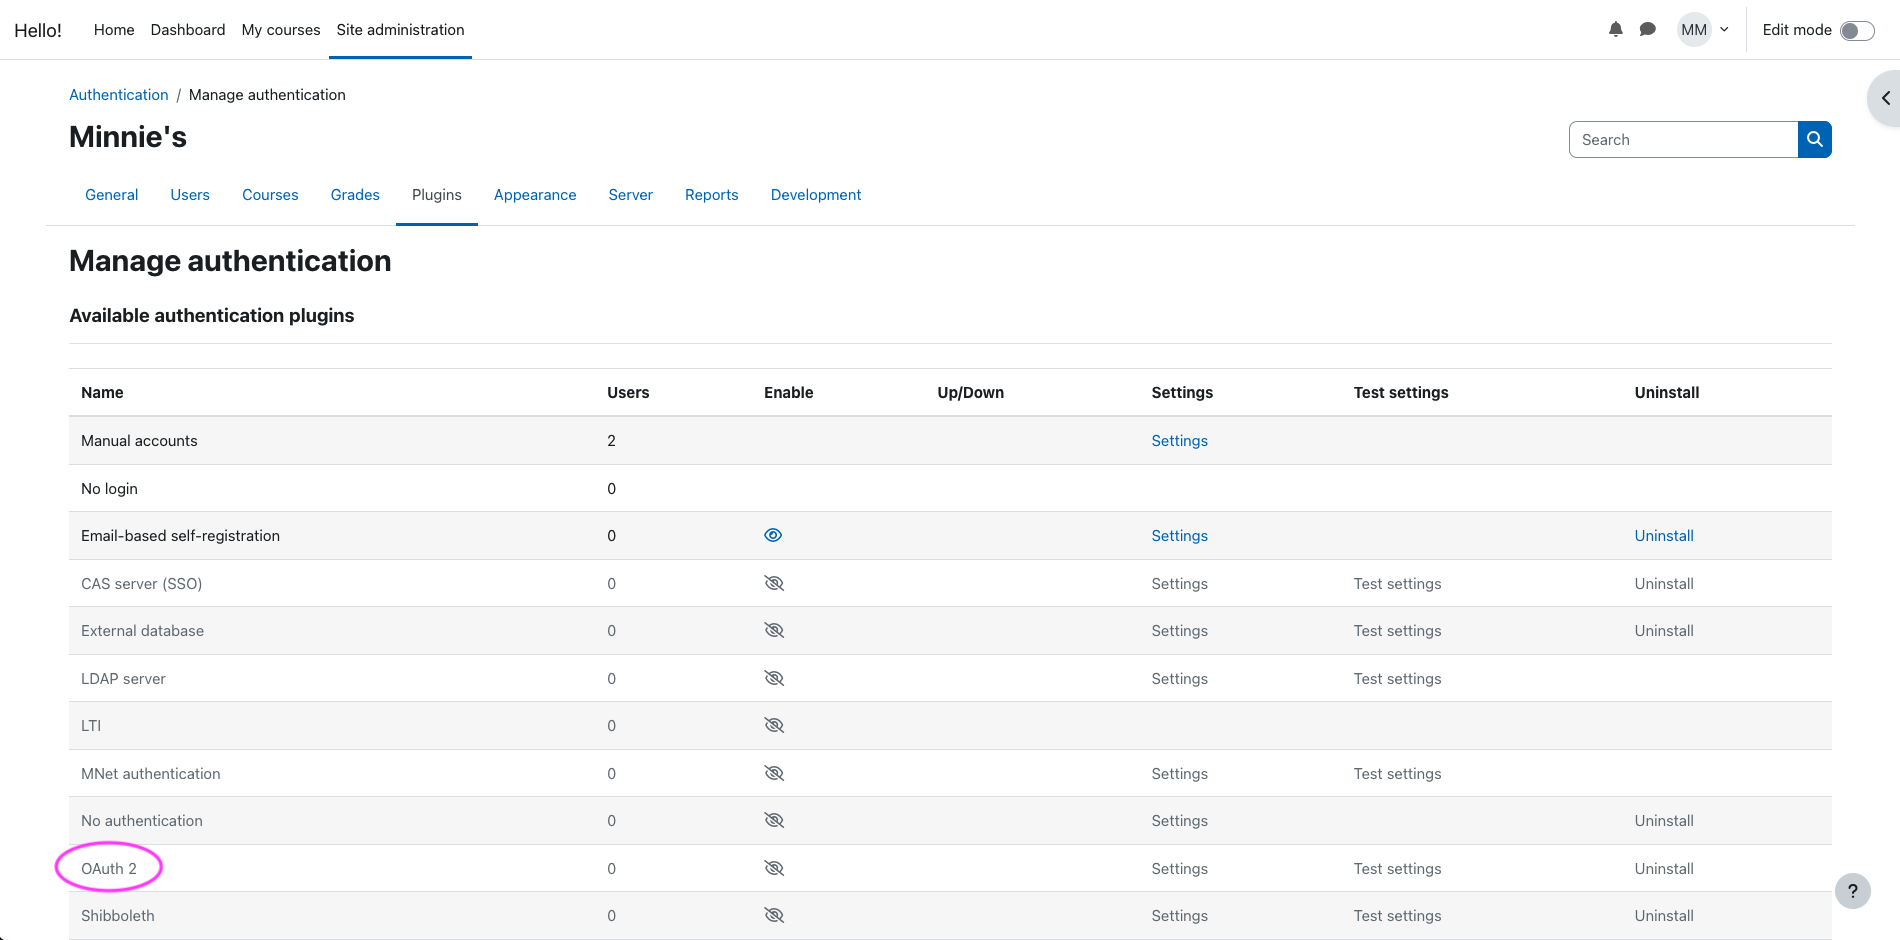 Hello! Home Dashboard My courses Site administration MM Edit mode
Authentication / Manage authentication
Minnie's
Search
General Users Courses Grades Plugins Appearance Server Reports Development
Manage authentication
Available authentication plugins
Name Users Enable Up/Down Settings Test settings Uninstall
Manual accounts 2 Settings
No login 0
Email-based self-registration 0 Settings Uninstall
CAS server (SSO) 0 Settings Test settings Uninstall
External database 0 Settings Test settings Uninstall
LDAP server 0 Settings Test settings
LTI 0
MNet authentication 0 Settings Test settings
No authentication 0 Settings Uninstall
OAuth 2 0 Settings Test settings Uninstall
?
Shibboleth 0 Settings Test settings Uninstall